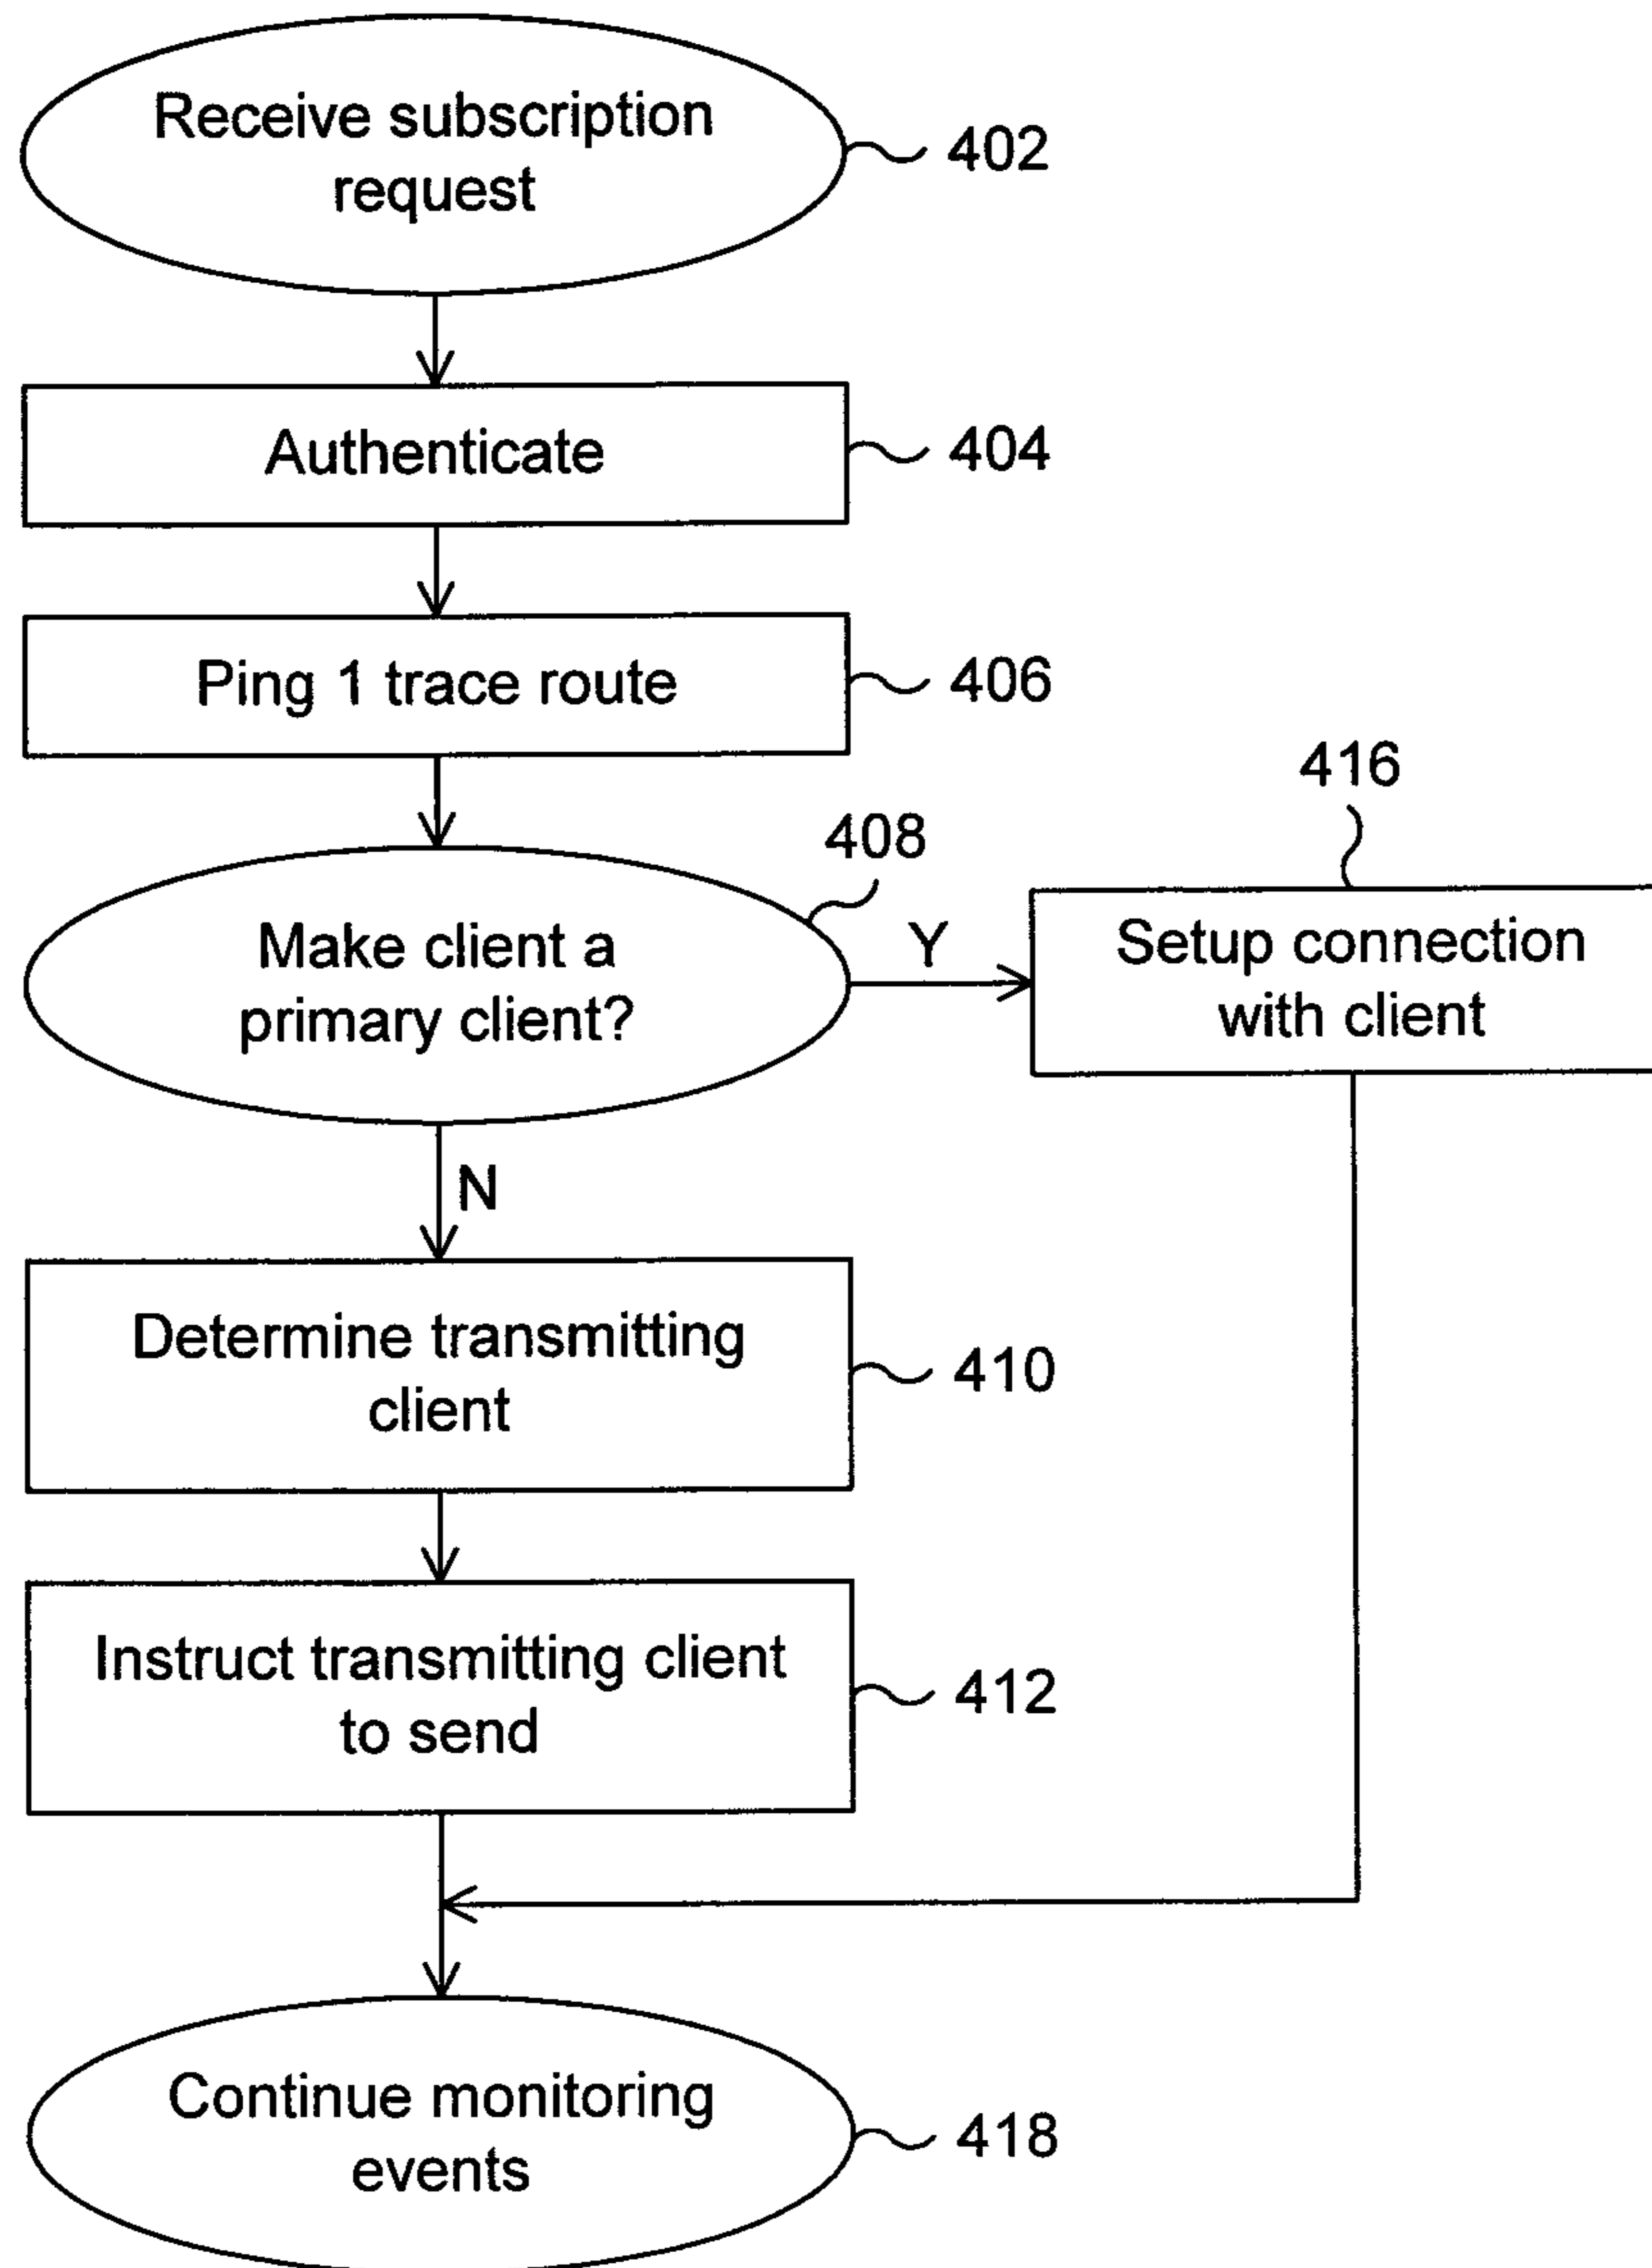 Receive subscription
request
402
Authenticate
404
Ping 1 trace route
406
408
Make client a
primary client?
Y
416
Setup connection
with client
N
Determine transmitting
client
410
Instruct transmitting client
to send
412
Continue monitoring
events
418